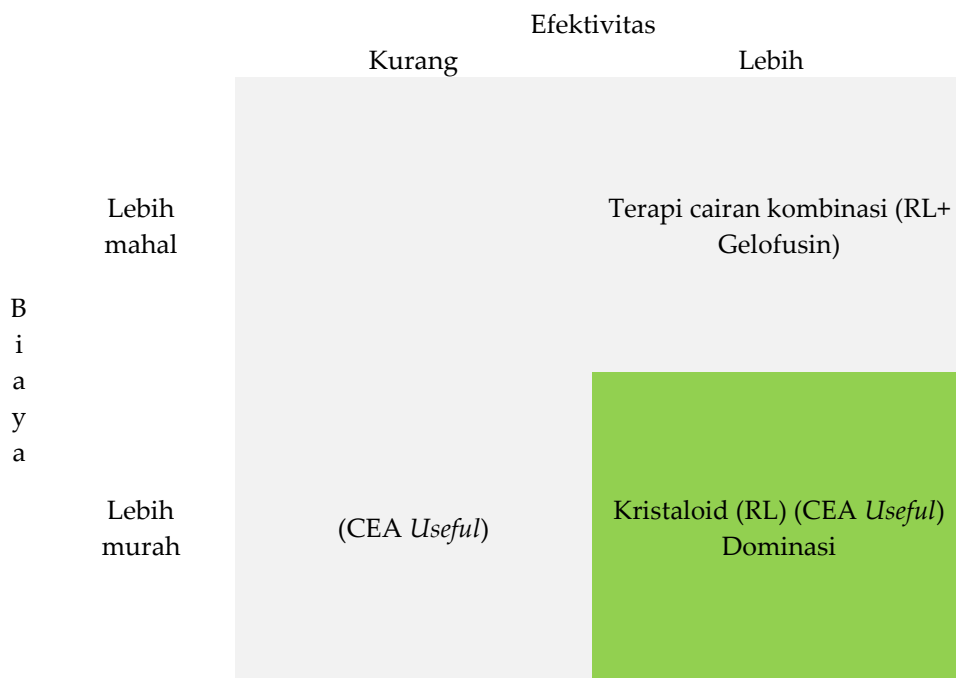 Efektivitas
Kurang Lebih
Lebih
mahal
Terapi cairan kombinasi (RL+
Gelofusin)
B
i
a
y
a
Lebih
murah
(CEA Useful)
Kristaloid (RL) (CEA Useful)
Dominasi